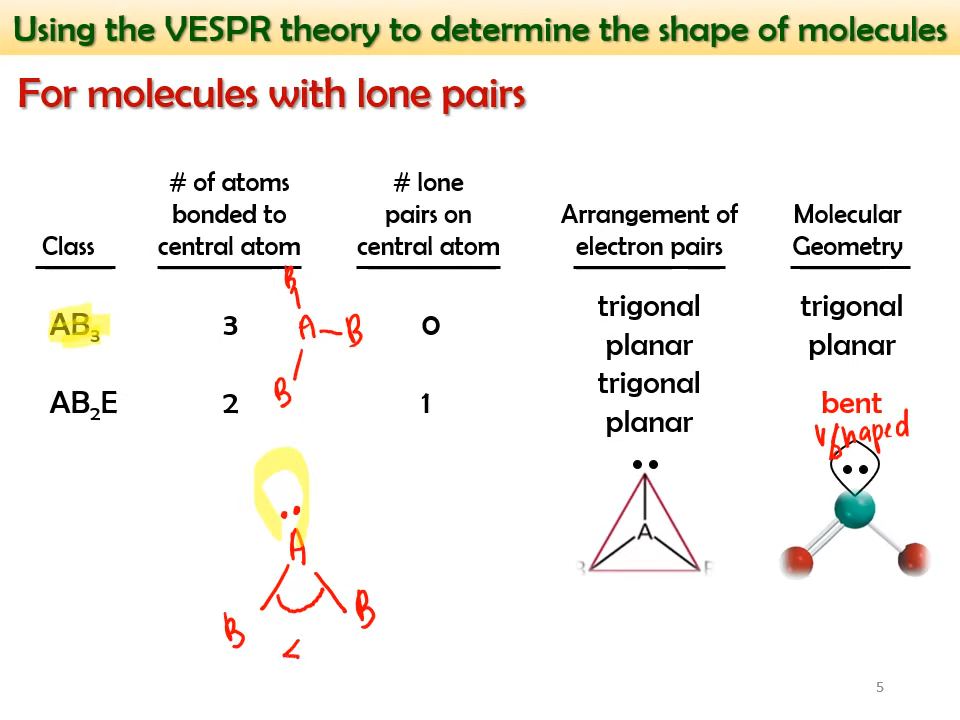 Using the VESPR theory to determine the shape of molecules
For molecules with lone pairs
Class
# of atoms
bonded to
central atom
# lone
pairs on
central atom
Arrangement of
electron pairs
Molecular
Geometry
AB₃
3
0
trigonal
planar
trigonal
planar
B
A – B
B
AB₂E
2
1
trigonal
planar
bent
V shaped
A
B
B
<
A
5